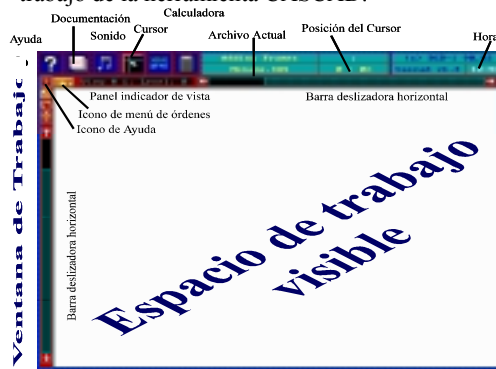 trabajo de la herramienta CASCAD.
Calculadora
Documentación
Cursor
Ayuda
Sonido
Archivo Actual
Posición del Cursor
Hora
?
Panel indicador de vista
Barra deslizadora horizontal
Icono de menú de órdenes
Icono de Ayuda
Ventana de Trabajo
Barra deslizadora horizontal
Espacio de trabajo
visible